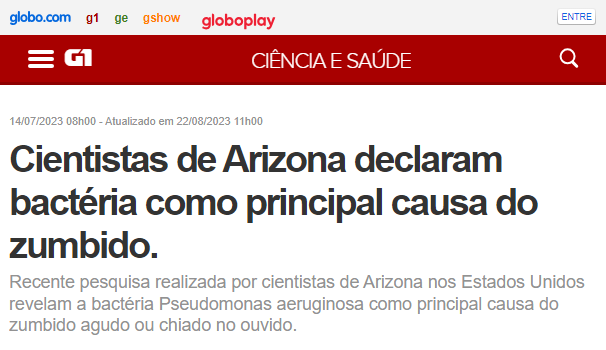 globo.com g1 ge gshow globoplay ENTRE
G1 CIÊNCIA E SAÚDE
14/07/2023 08h00 - Atualizado em 22/08/2023 11h00
Cientistas de Arizona declaram
bactéria como principal causa do
zumbido.
Recente pesquisa realizada por cientistas de Arizona nos Estados Unidos
revelam a bactéria Pseudomonas aeruginosa como principal causa do
zumbido agudo ou chiado no ouvido.